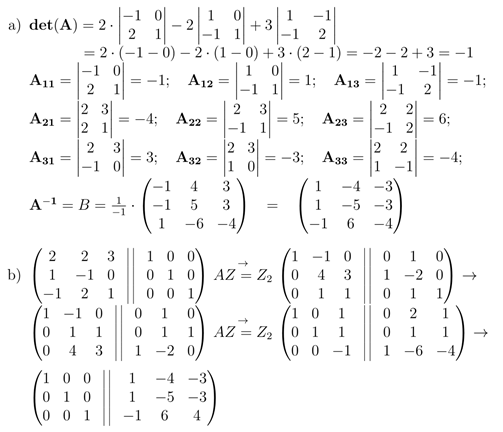 a) det(A) = 2 · |−1 0; 2 1| − 2 |1 0; −1 1| + 3 |1 −1; −1 2|
= 2 · (−1 − 0) − 2 · (1 − 0) + 3 · (2 − 1) = −2 − 2 + 3 = −1
A₁₁ = |−1 0; 2 1| = −1; A₁₂ = |1 0; −1 1| = 1; A₁₃ = |1 −1; −1 2| = −1;
A₂₁ = |2 3; 2 1| = −4; A₂₂ = |2 3; −1 1| = 5; A₂₃ = |2 2; −1 2| = 6;
A₃₁ = |2 3; −1 0| = 3; A₃₂ = |2 3; 1 0| = −3; A₃₃ = |2 2; 1 −1| = −4;
A⁻¹ = B = 1/−1 · (−1 4 3; −1 5 3; 1 −6 −4) = (1 −4 −3; 1 −5 −3; −1 6 −4)
b) (2 2 3 || 1 0 0; 1 −1 0 || 0 1 0; −1 2 1 || 0 0 1) AZ →= Z₂ (1 −1 0 || 0 1 0; 0 4 3 || 1 −2 0; 0 1 1 || 0 1 1) →
(1 −1 0 || 0 1 0; 0 1 1 || 0 1 1; 0 4 3 || 1 −2 0) AZ →= Z₂ (1 0 1 || 0 2 1; 0 1 1 || 0 1 1; 0 0 −1 || 1 −6 −4) →
(1 0 0 || 1 −4 −3; 0 1 0 || 1 −5 −3; 0 0 1 || −1 6 4)